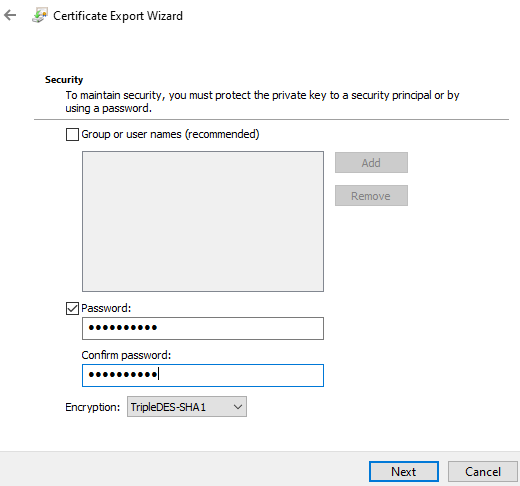 Certificate Export Wizard
Security
To maintain security, you must protect the private key to a security principal or by
using a password.
Group or user names (recommended)
Add
Remove
Password:
●●●●●●●●●●
Confirm password:
●●●●●●●●●●
Encryption: TripleDES-SHA1
Next Cancel